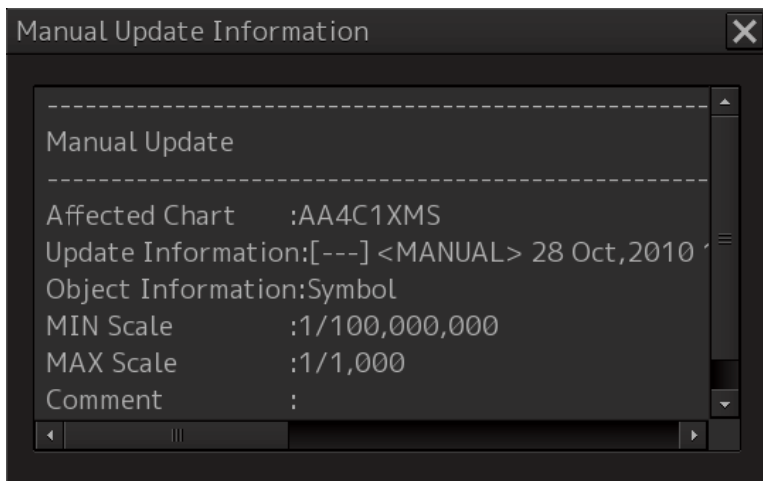 Manual Update Information
----------------------------------------------------
Manual Update
----------------------------------------------------
Affected Chart :AA4C1XMS
Update Information:[---] <MANUAL> 28 Oct,2010
Object Information:Symbol
MIN Scale :1/100,000,000
MAX Scale :1/1,000
Comment :